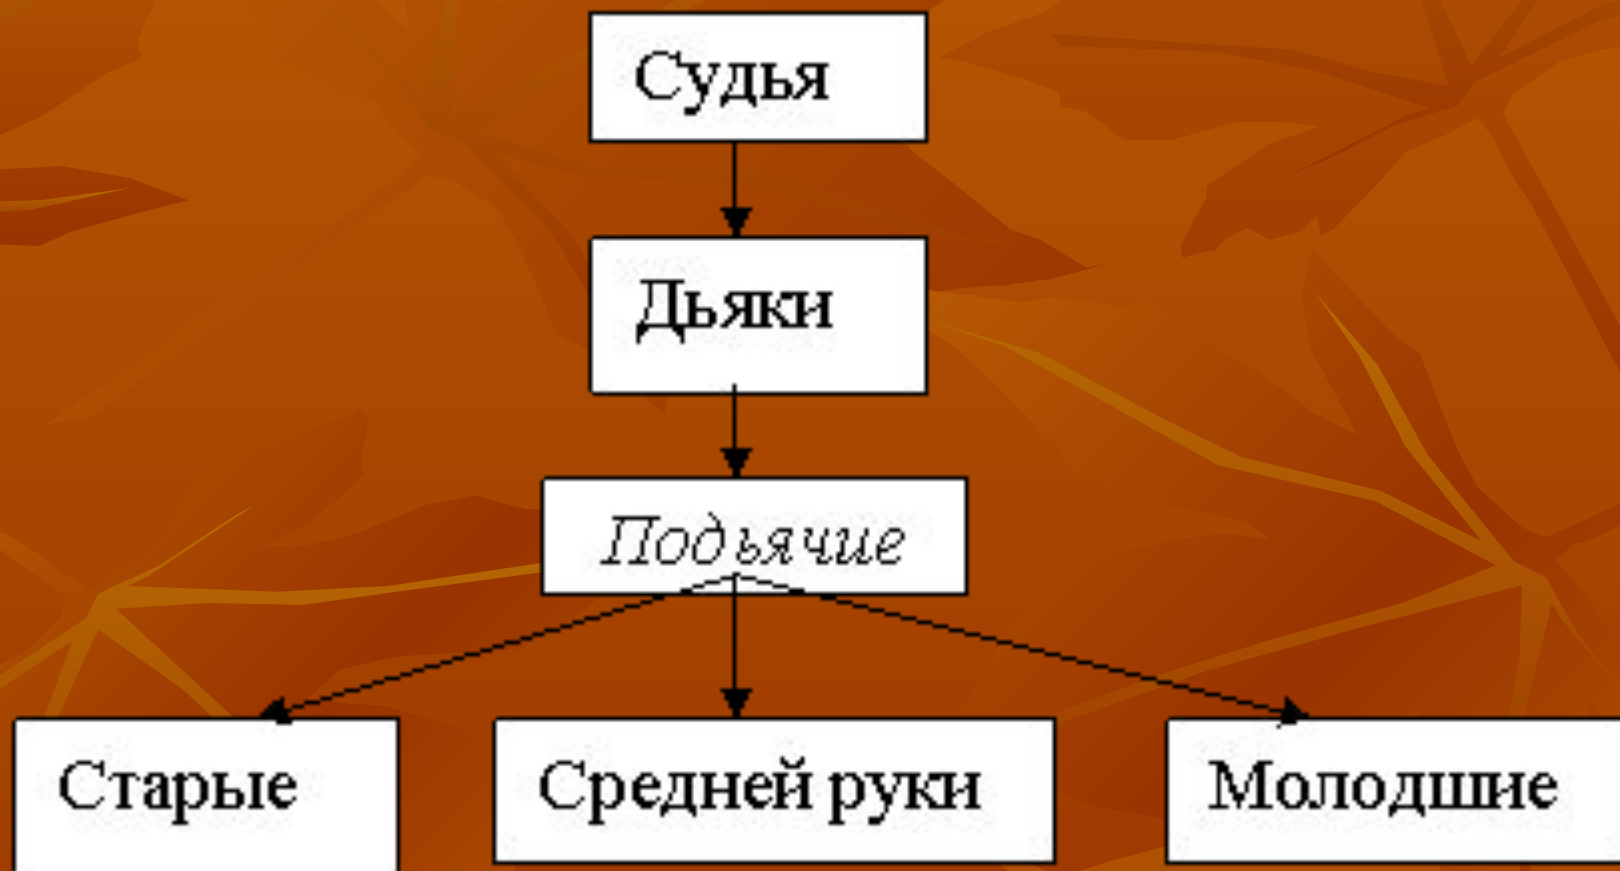 Судья
Дьяки
Подьячие
Старые
Средней руки
Молодшие